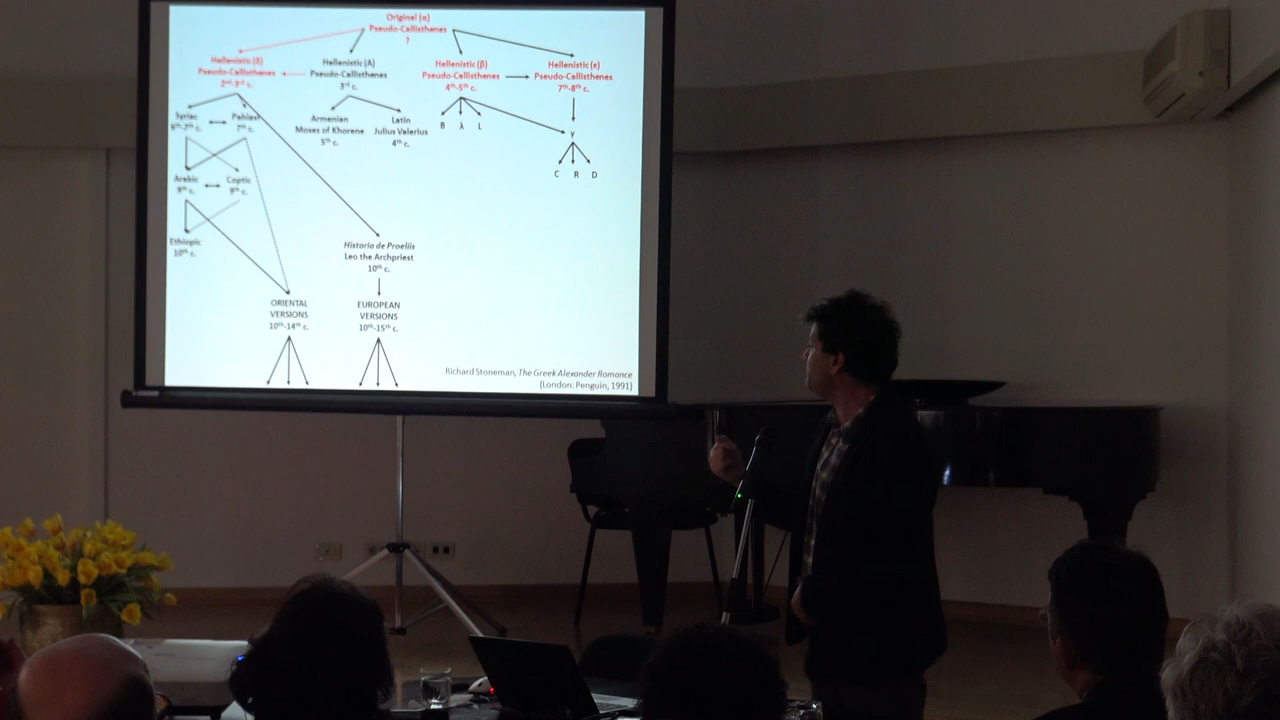 Original (α)
Pseudo-Callisthenes
?
Hellenistic (δ)
Pseudo-Callisthenes
2nd-3rd c.
Hellenistic (A)
Pseudo-Callisthenes
3rd c.
Hellenistic (β)
Pseudo-Callisthenes
4th-5th c.
Hellenistic (ε)
Pseudo-Callisthenes
7th-8th c.
Syriac
6th-7th c.
Pahlavi
7th c.
Armenian
Moses of Khorene
5th c.
Latin
Julius Valerius
4th c.
B λ L
γ
C R D
Arabic
9th c.
Coptic
9th c.
Ethiopic
10th c.
Historia de Proeliis
Leo the Archpriest
10th c.
ORIENTAL
VERSIONS
10th-14th c.
EUROPEAN
VERSIONS
10th-15th c.
Richard Stoneman, The Greek Alexander Romance
(London: Penguin, 1991)